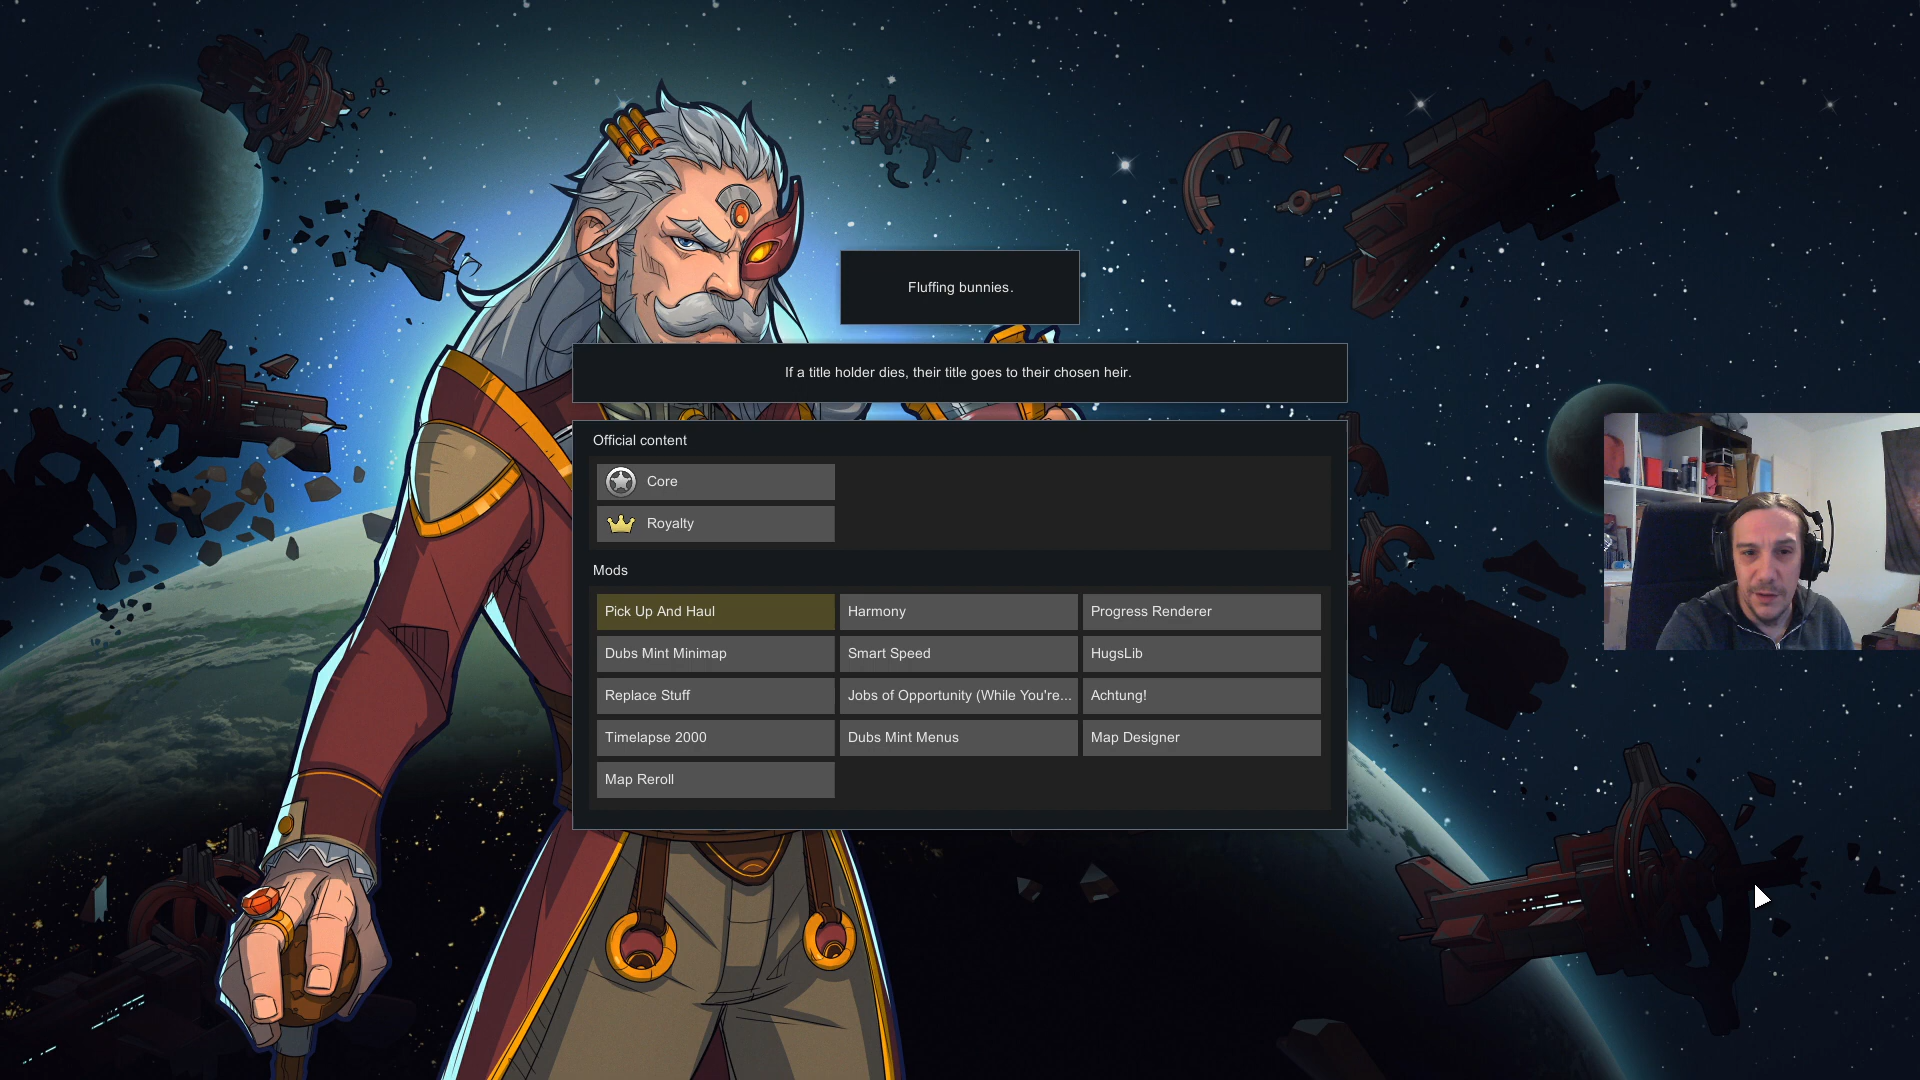 Fluffing bunnies.
If a title holder dies, their title goes to their chosen heir.
Official content
Core
Royalty
Mods
Pick Up And Haul
Harmony
Progress Renderer
Dubs Mint Minimap
Smart Speed
HugsLib
Replace Stuff
Jobs of Opportunity (While You're...
Achtung!
Timelapse 2000
Dubs Mint Menus
Map Designer
Map Reroll